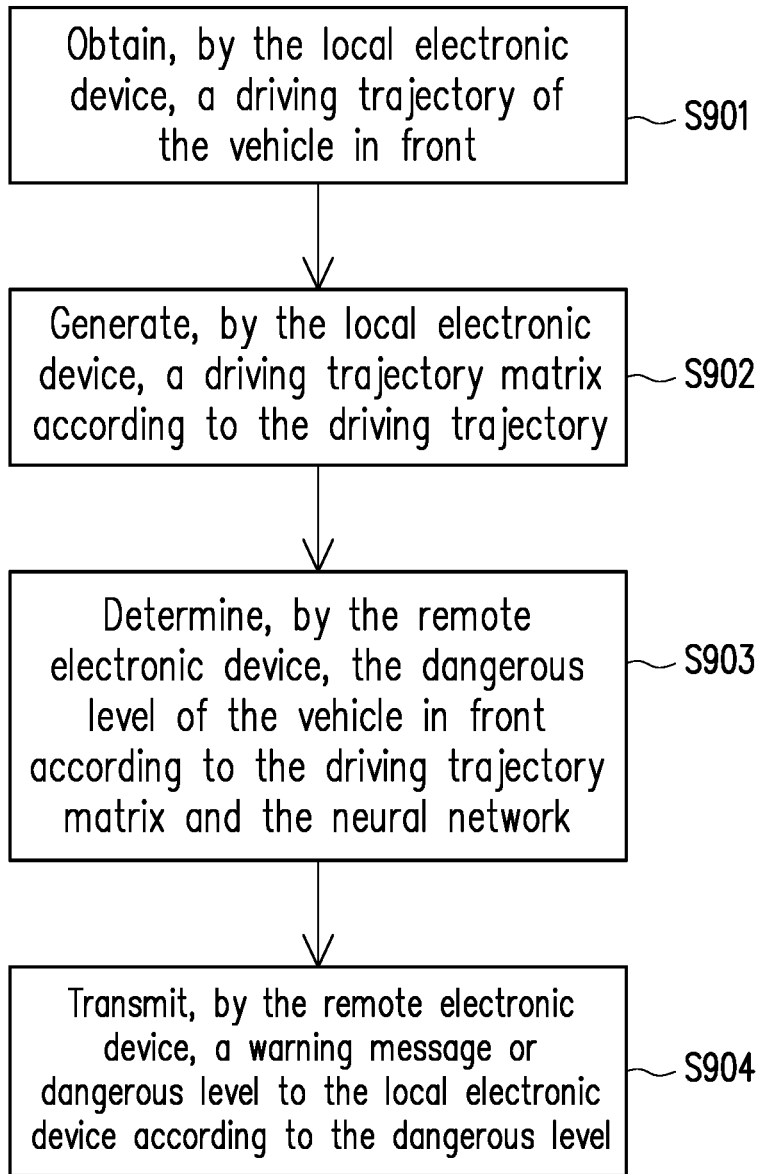 Obtain, by the local electronic
device, a driving trajectory of
the vehicle in front
S901
Generate, by the local electronic
device, a driving trajectory matrix
according to the driving trajectory
S902
Determine, by the remote
electronic device, the dangerous
level of the vehicle in front
according to the driving trajectory
matrix and the neural network
S903
Transmit, by the remote electronic
device, a warning message or
dangerous level to the local electronic
device according to the dangerous level
S904